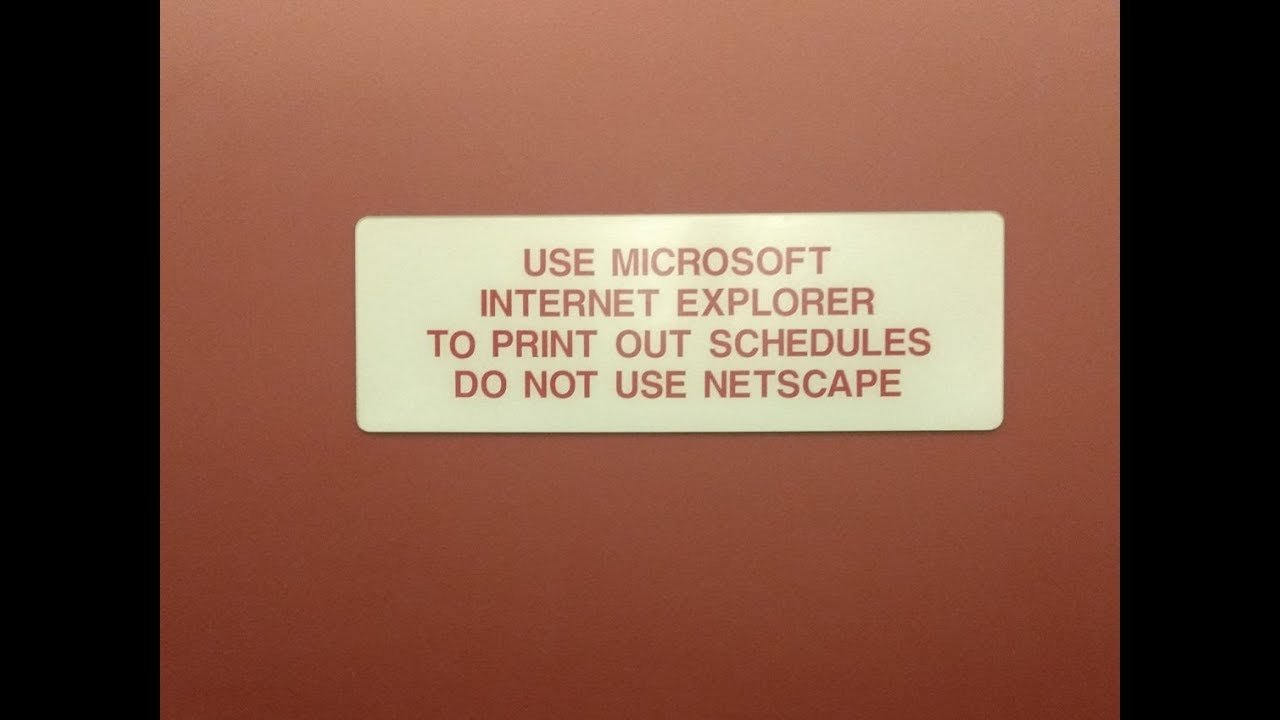 USE MICROSOFT
INTERNET EXPLORER
TO PRINT OUT SCHEDULES
DO NOT USE NETSCAPE